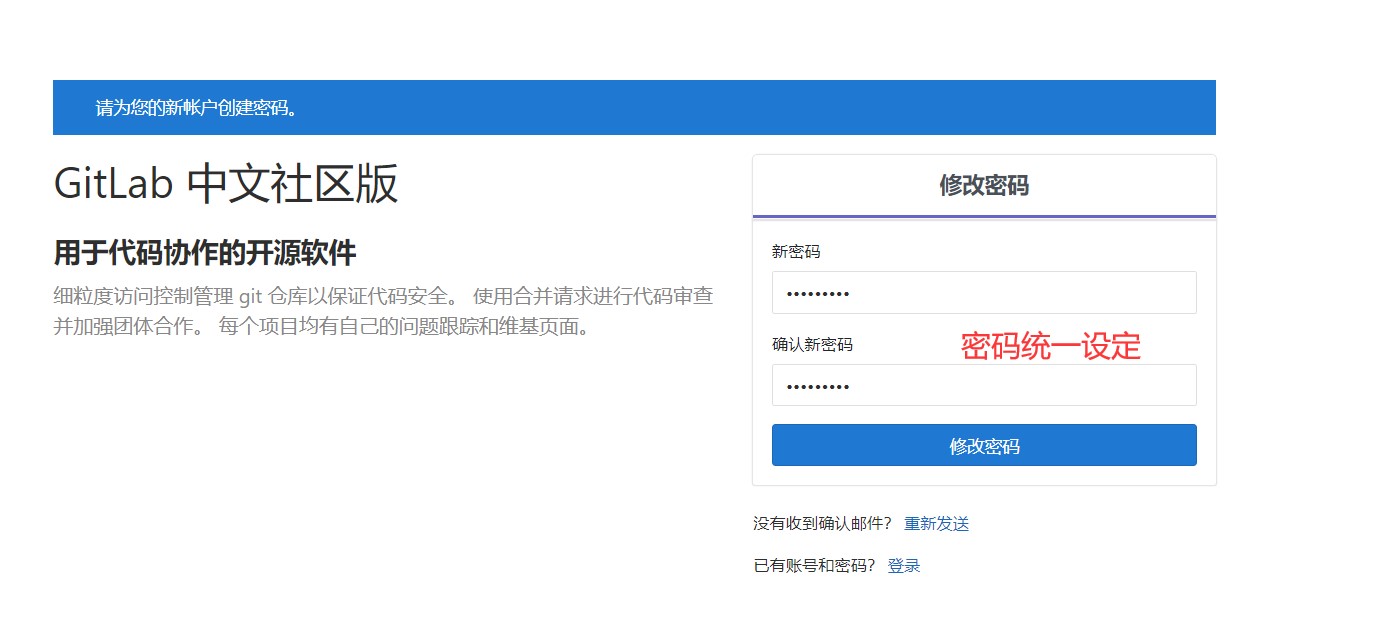 请为您的新帐户创建密码。
GitLab 中文社区版
用于代码协作的开源软件
细粒度访问控制管理 git 仓库以保证代码安全。 使用合并请求进行代码审查
并加强团体合作。 每个项目均有自己的问题跟踪和维基页面。
修改密码
新密码
•••••••••
确认新密码
密码统一设定
•••••••••
修改密码
没有收到确认邮件？ 重新发送
已有账号和密码？ 登录